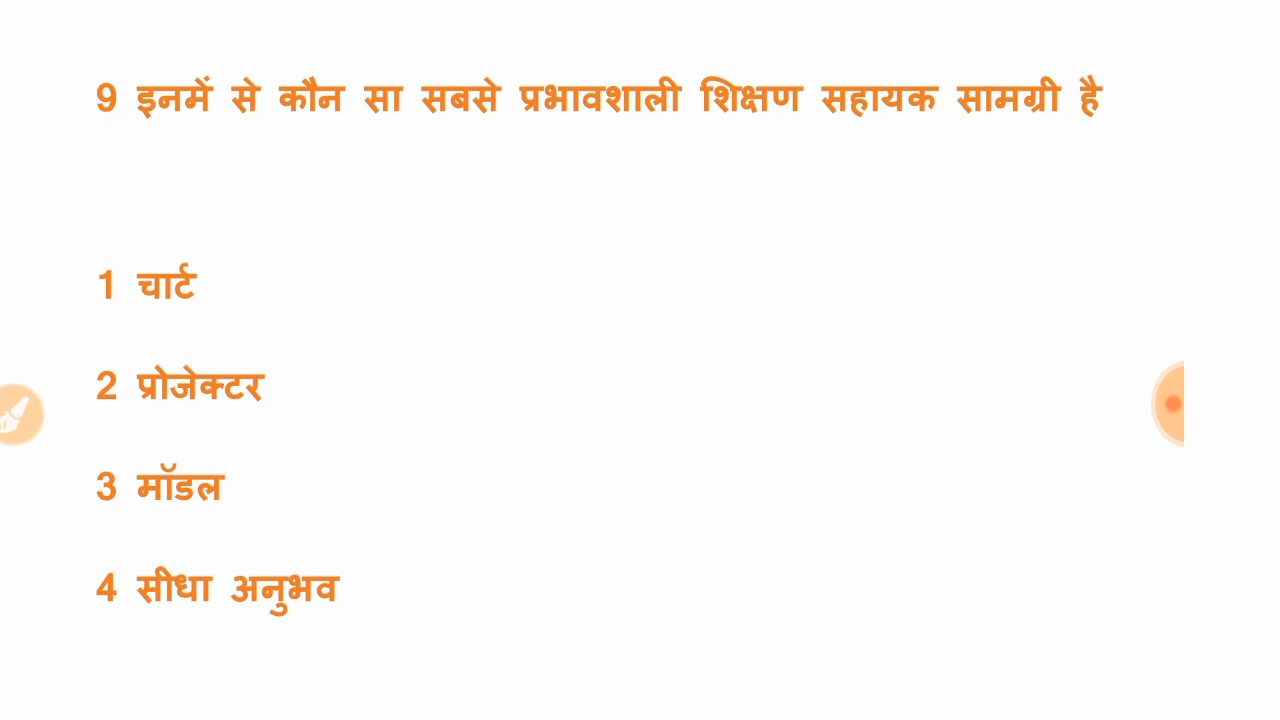 9 इनमें से कौन सा सबसे प्रभावशाली शिक्षण सहायक सामग्री है
1 चार्ट
2 प्रोजेक्टर
3 मॉडल
4 सीधा अनुभव